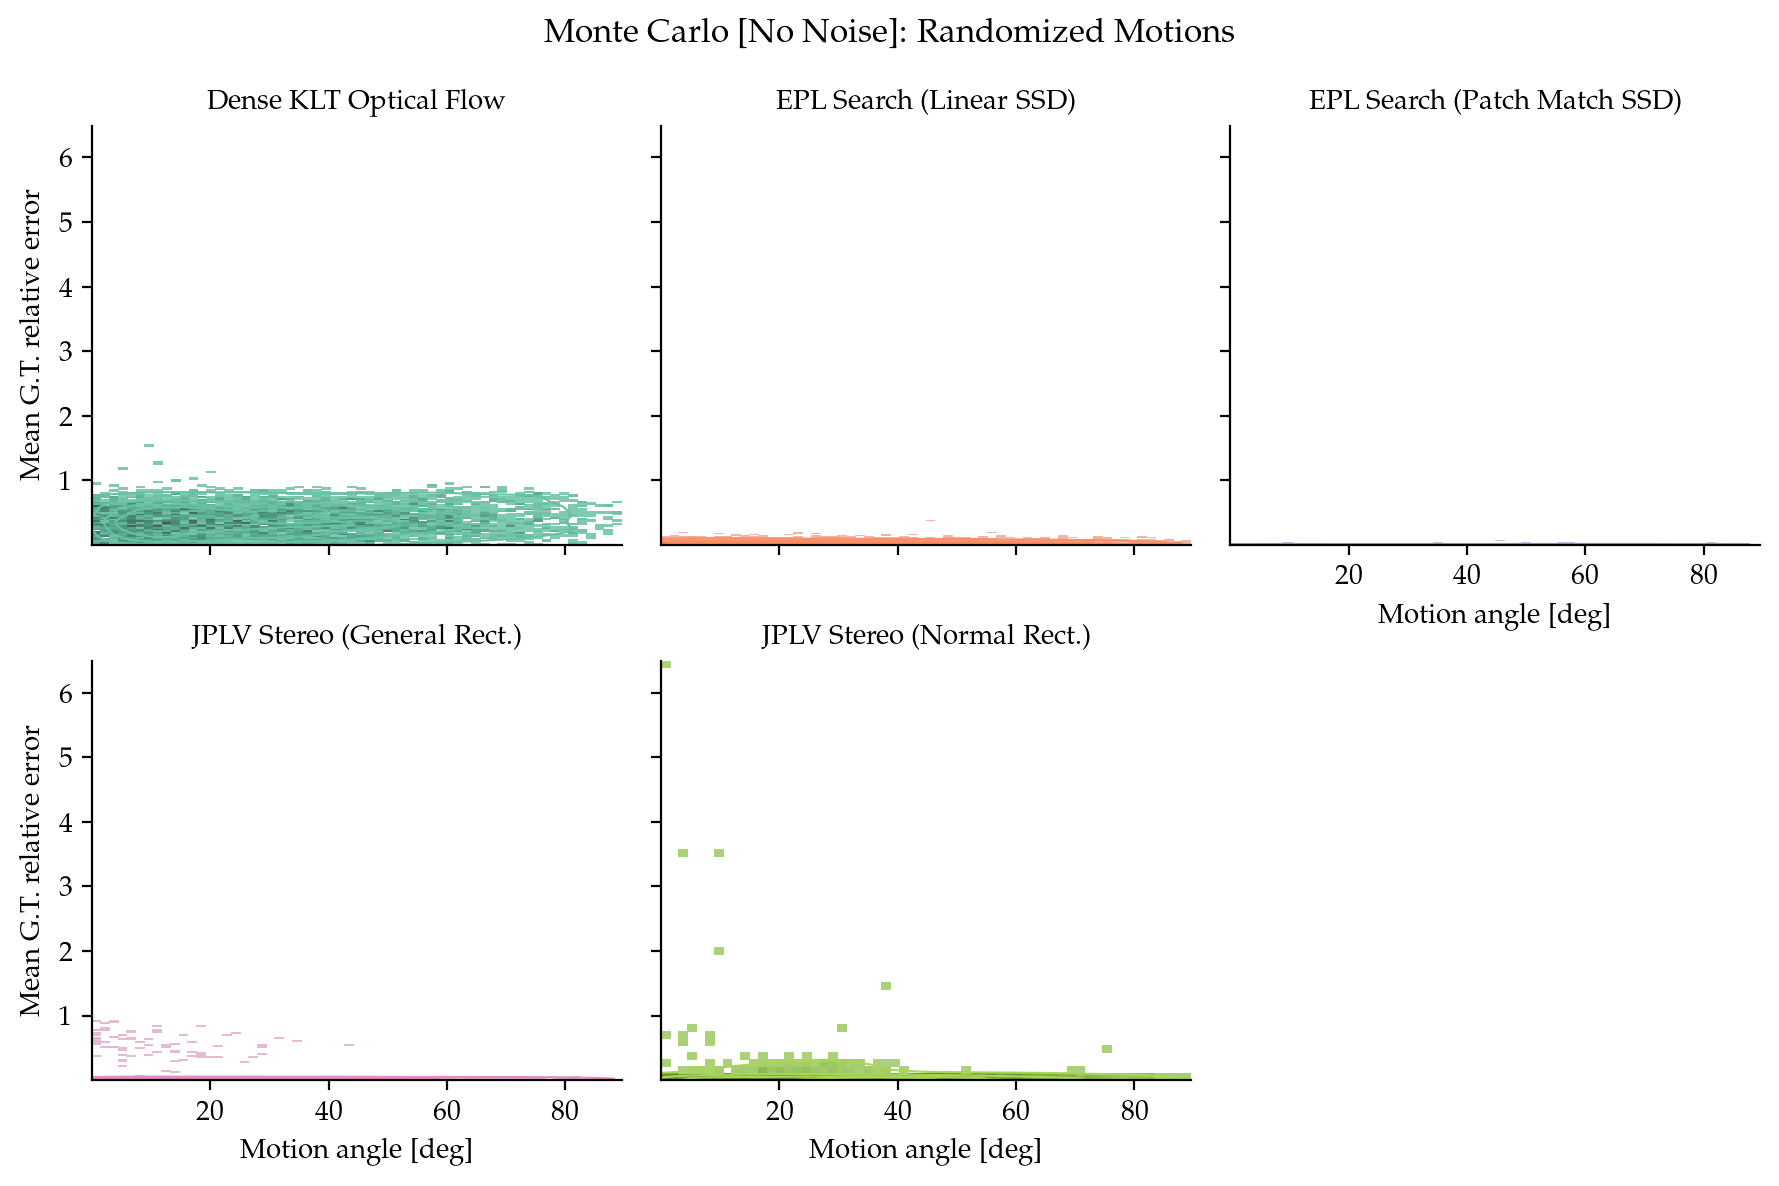 Monte Carlo [No Noise]: Randomized Motions
Dense KLT Optical Flow
EPL Search (Linear SSD)
EPL Search (Patch Match SSD)
Mean G.T. relative error
6
5
4
3
2
1
20 40 60 80
Motion angle [deg]
JPLV Stereo (General Rect.)
JPLV Stereo (Normal Rect.)
Mean G.T. relative error
6
5
4
3
2
1
20 40 60 80
20 40 60 80
Motion angle [deg]
Motion angle [deg]